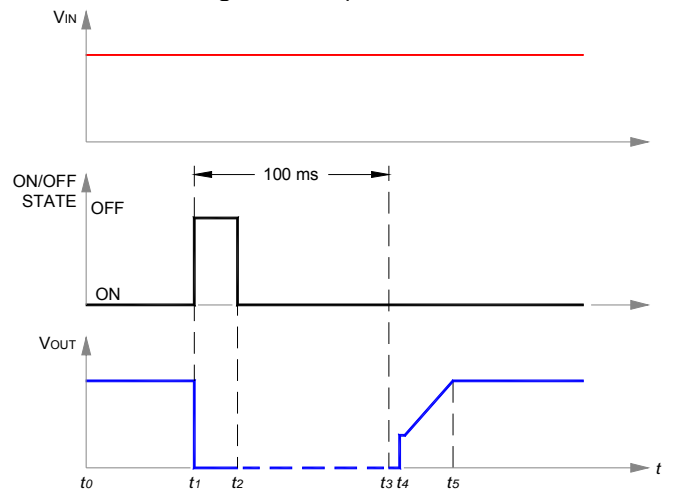 VIN
100 ms
ON/OFF
STATE
OFF
ON
VOUT
t
t0 t1 t2 t3 t4 t5